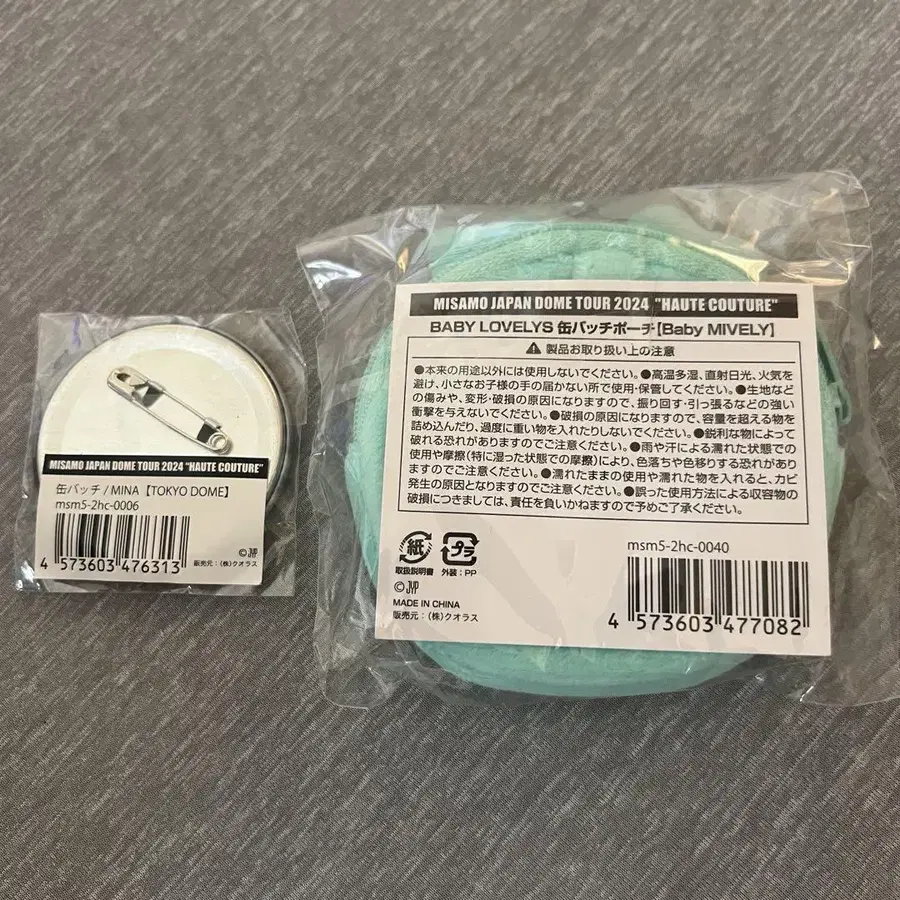 MISAMO JAPAN DOME TOUR 2024 "HAUTE COUTURE"
缶バッチ / MINA【TOKYO DOME】
msm5-2hc-0006
4 573603 476313
© JYP
販売元:(株)クオラス
MISAMO JAPAN DOME TOUR 2024 "HAUTE COUTURE"
BABY LOVELYS 缶バッチポーチ【Baby MIVELY】
⚠ 製品お取り扱い上の注意
●本来の用途以外には使用しないでください。●高温多湿、直射日光、火気を
避け、小さなお子様の手の届かない所で使用・保管してください。●生地など
の傷みや、変形・破損の原因になりますので、振り回す・引っ張るなどの強い
衝撃を与えないでください。●破損の原因になりますので、容量を超える物を
詰め込んだり、過度に重い物を入れたりしないでください。●鋭利な物によって
破れる恐れがありますのでご注意ください。●雨や汗による濡れた状態での
使用や摩擦(特に湿った状態での摩擦)により、色落ちや色移りする恐れがあり
ますのでご注意ください。●濡れたままの使用や濡れた物を入れると、カビ
発生の原因となりますのでご注意ください。●誤った使用方法による収容物の
破損につきましては、責任を負いかねますので予めご了承ください。
紙
取扱説明書
プラ
外装:PP
© JYP
MADE IN CHINA
販売元:(株)クオラス
msm5-2hc-0040
4 573603 477082